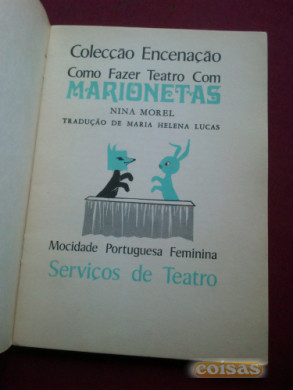 Colecção Encenação
Como Fazer Teatro Com
MARIONETAS
NINA MOREL
TRADUÇÃO DE MARIA HELENA LUCAS
Mocidade Portuguesa Feminina
Serviços de Teatro
coisas